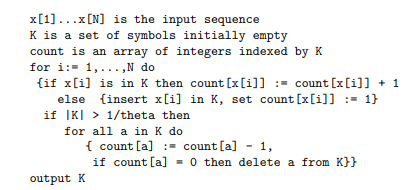 x[1]...x[N] is the input sequence
K is a set of symbols initially empty
count is an array of integers indexed by K
for i:= 1,...,N do
{if x[i] is in K then count[x[i]] := count[x[i]] + 1
else {insert x[i] in K, set count[x[i]] := 1}
if |K| > 1/theta then
for all a in K do
{ count[a] := count[a] - 1,
if count[a] = 0 then delete a from K}}
output K